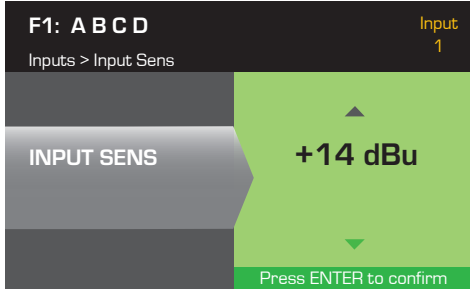 F1: A B C D
Input
1
Inputs > Input Sens
INPUT SENS
+14 dBu
Press ENTER to confirm